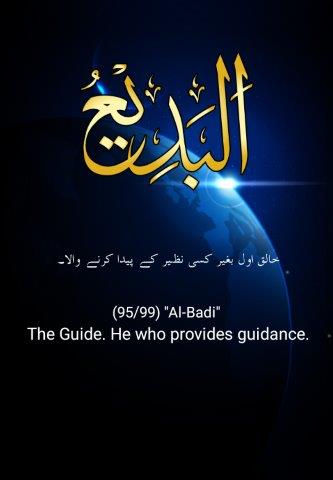 اَلْبَدِيْعُ
خالق اول بغیر کسی نظیر کے پیدا کرنے والا۔
(95/99) "Al-Badi"
The Guide. He who provides guidance.